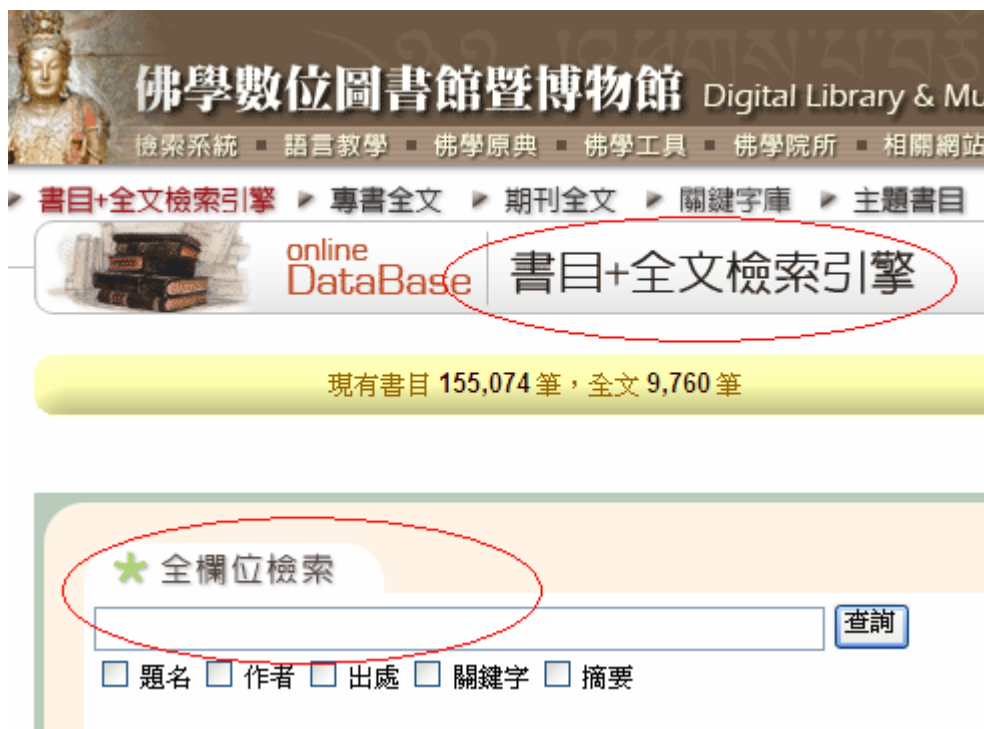 佛學數位圖書館暨博物館 Digital Library & Mu
檢索系統 ▪ 語言教學 ▪ 佛學原典 ▪ 佛學工具 ▪ 佛學院所 ▪ 相關網站
書目+全文檢索引擎 ▶ 專書全文 ▶ 期刊全文 ▶ 關鍵字庫 ▶ 主題書目
online
DataBase
書目+全文檢索引擎
現有書目 155,074 筆，全文 9,760 筆
全欄位檢索
查詢
題名 作者 出處 關鍵字 摘要